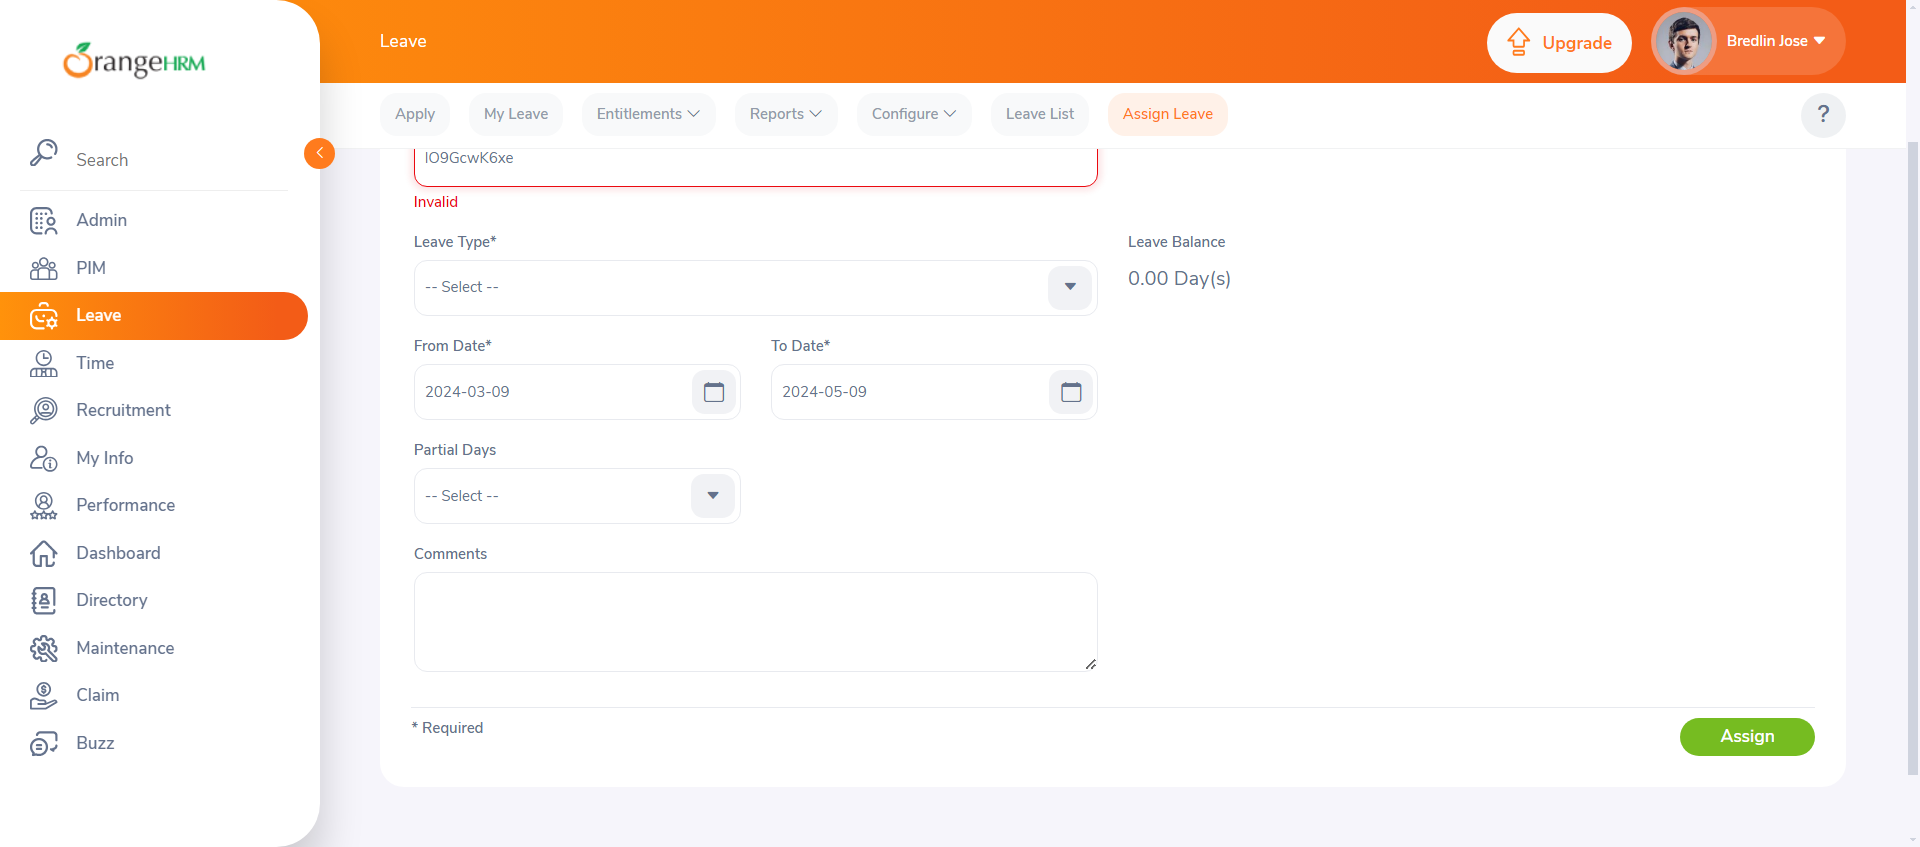 OrangeHRM
Leave
Upgrade
Bredlin Jose
Apply
My Leave
Entitlements
Reports
Configure
Leave List
Assign Leave
?
Search
Admin
PIM
Leave
Time
Recruitment
My Info
Performance
Dashboard
Directory
Maintenance
Claim
Buzz
IO9GcwK6xe
Invalid
Leave Type*
-- Select --
Leave Balance
0.00 Day(s)
From Date*
To Date*
2024-03-09
2024-05-09
Partial Days
-- Select --
Comments
* Required
Assign